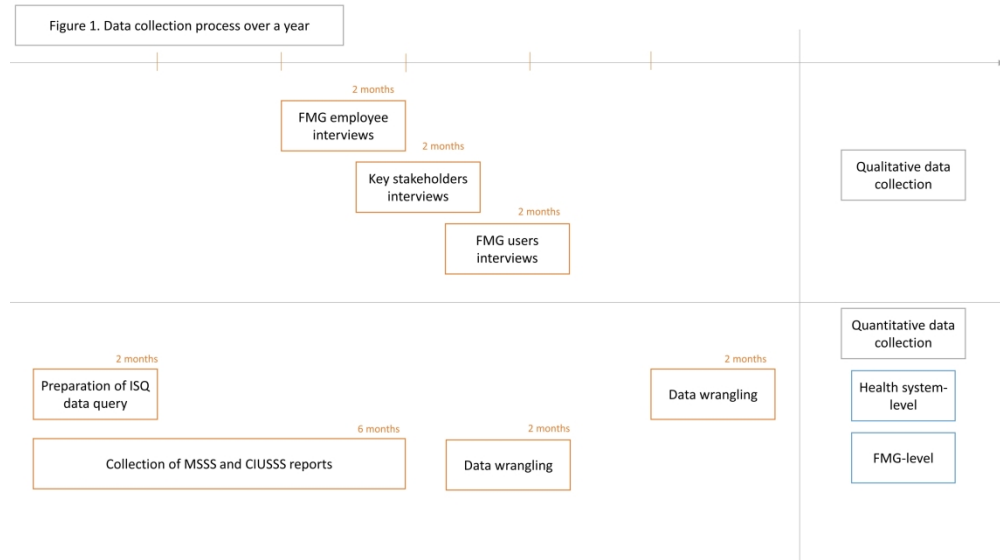 Figure 1. Data collection process over a year
2 months
FMG employee
interviews
2 months
Key stakeholders
interviews
2 months
FMG users
interviews
Qualitative data
collection
Quantitative data
collection
2 months
Preparation of ISQ
data query
2 months
Data wrangling
Health system-
level
6 months
Collection of MSSS and CIUSSS reports
2 months
Data wrangling
FMG-level